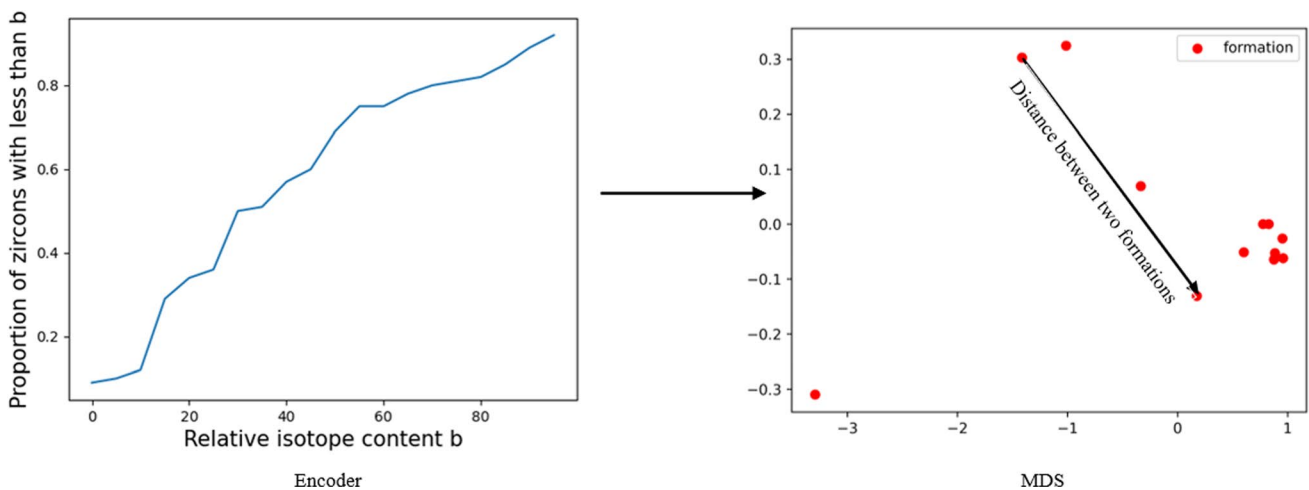 Proportion of zircons with less than b
0.8
0.6
0.4
0.2
0 20 40 60 80
Relative isotope content b
Encoder
formation
0.3
0.2
0.1
0.0
−0.1
−0.2
−0.3
Distance between two formations
−3 −2 −1 0 1
MDS